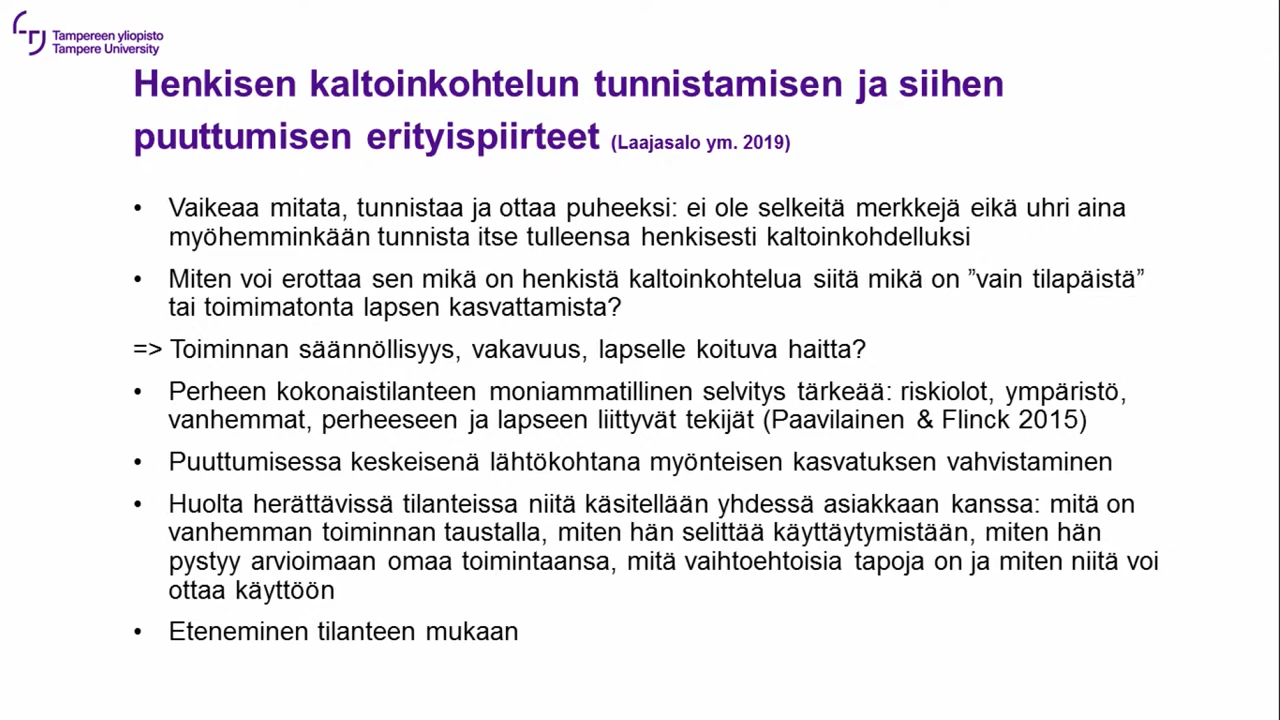 Tampereen yliopisto
Tampere University
Henkisen kaltoinkohtelun tunnistamisen ja siihen
puuttumisen erityispiirteet (Laajasalo ym. 2019)
• Vaikeaa mitata, tunnistaa ja ottaa puheeksi: ei ole selkeitä merkkejä eikä uhri aina
myöhemminkään tunnista itse tulleensa henkisesti kaltoinkohdelluksi
• Miten voi erottaa sen mikä on henkistä kaltoinkohtelua siitä mikä on ”vain tilapäistä”
tai toimimatonta lapsen kasvattamista?
=> Toiminnan säännöllisyys, vakavuus, lapselle koituva haitta?
• Perheen kokonaistilanteen moniammatillinen selvitys tärkeää: riskiolot, ympäristö,
vanhemmat, perheeseen ja lapseen liittyvät tekijät (Paavilainen & Flinck 2015)
• Puuttumisessa keskeisenä lähtökohtana myönteisen kasvatuksen vahvistaminen
• Huolta herättävissä tilanteissa niitä käsitellään yhdessä asiakkaan kanssa: mitä on
vanhemman toiminnan taustalla, miten hän selittää käyttäytymistään, miten hän
pystyy arvioimaan omaa toimintaansa, mitä vaihtoehtoisia tapoja on ja miten niitä voi
ottaa käyttöön
• Eteneminen tilanteen mukaan